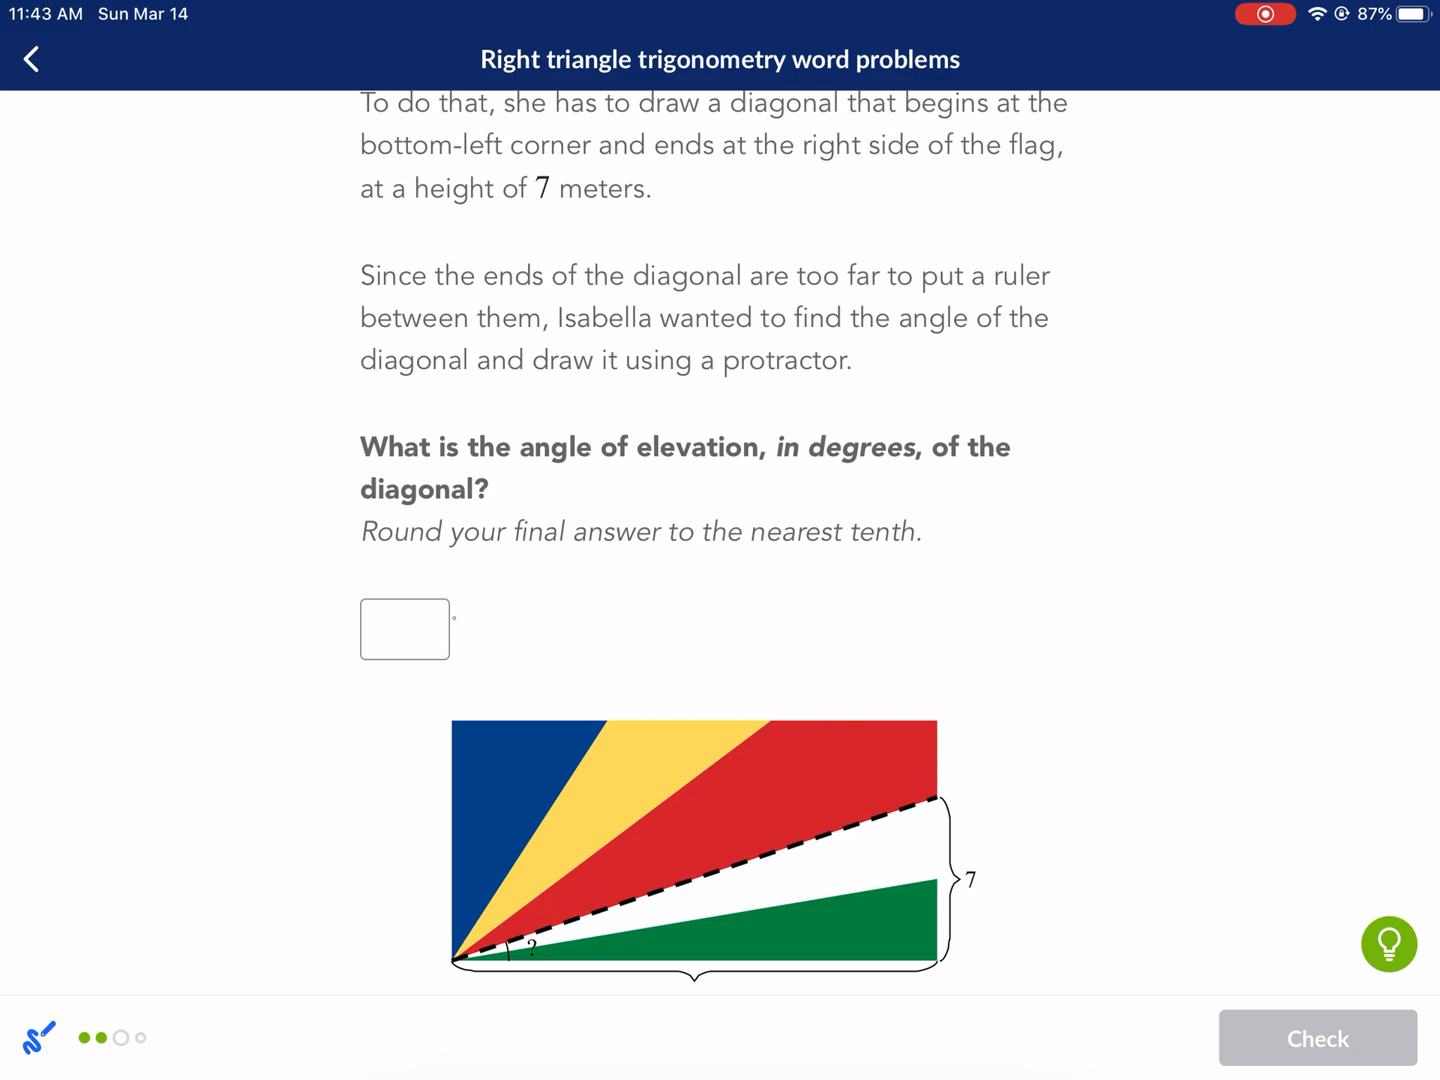 11:43 AM Sun Mar 14
87%
Right triangle trigonometry word problems
To do that, she has to draw a diagonal that begins at the
bottom-left corner and ends at the right side of the flag,
at a height of 7 meters.
Since the ends of the diagonal are too far to put a ruler
between them, Isabella wanted to find the angle of the
diagonal and draw it using a protractor.
What is the angle of elevation, in degrees, of the
diagonal?
Round your final answer to the nearest tenth.
°
7
?
Check